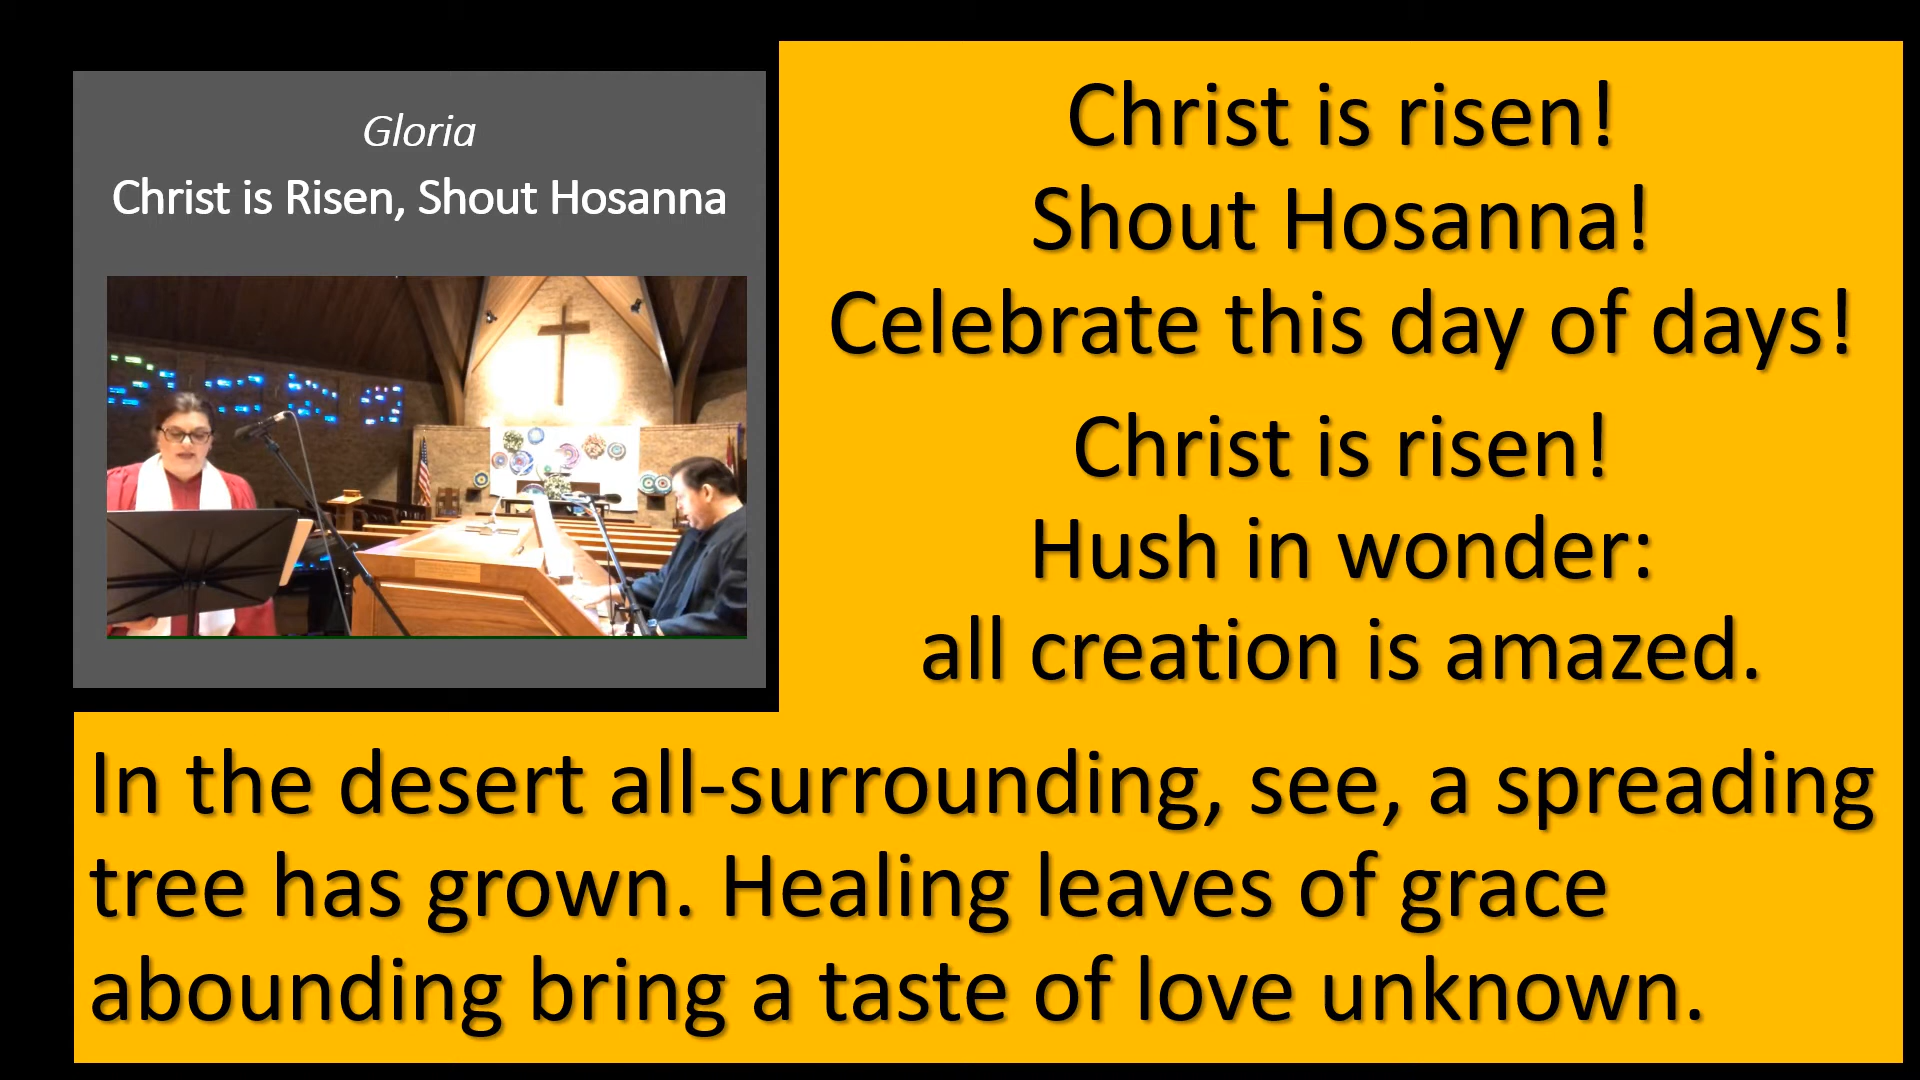 Gloria
Christ is Risen, Shout Hosanna
Christ is risen!
Shout Hosanna!
Celebrate this day of days!
Christ is risen!
Hush in wonder:
all creation is amazed.
In the desert all-surrounding, see, a spreading
tree has grown. Healing leaves of grace
abounding bring a taste of love unknown.